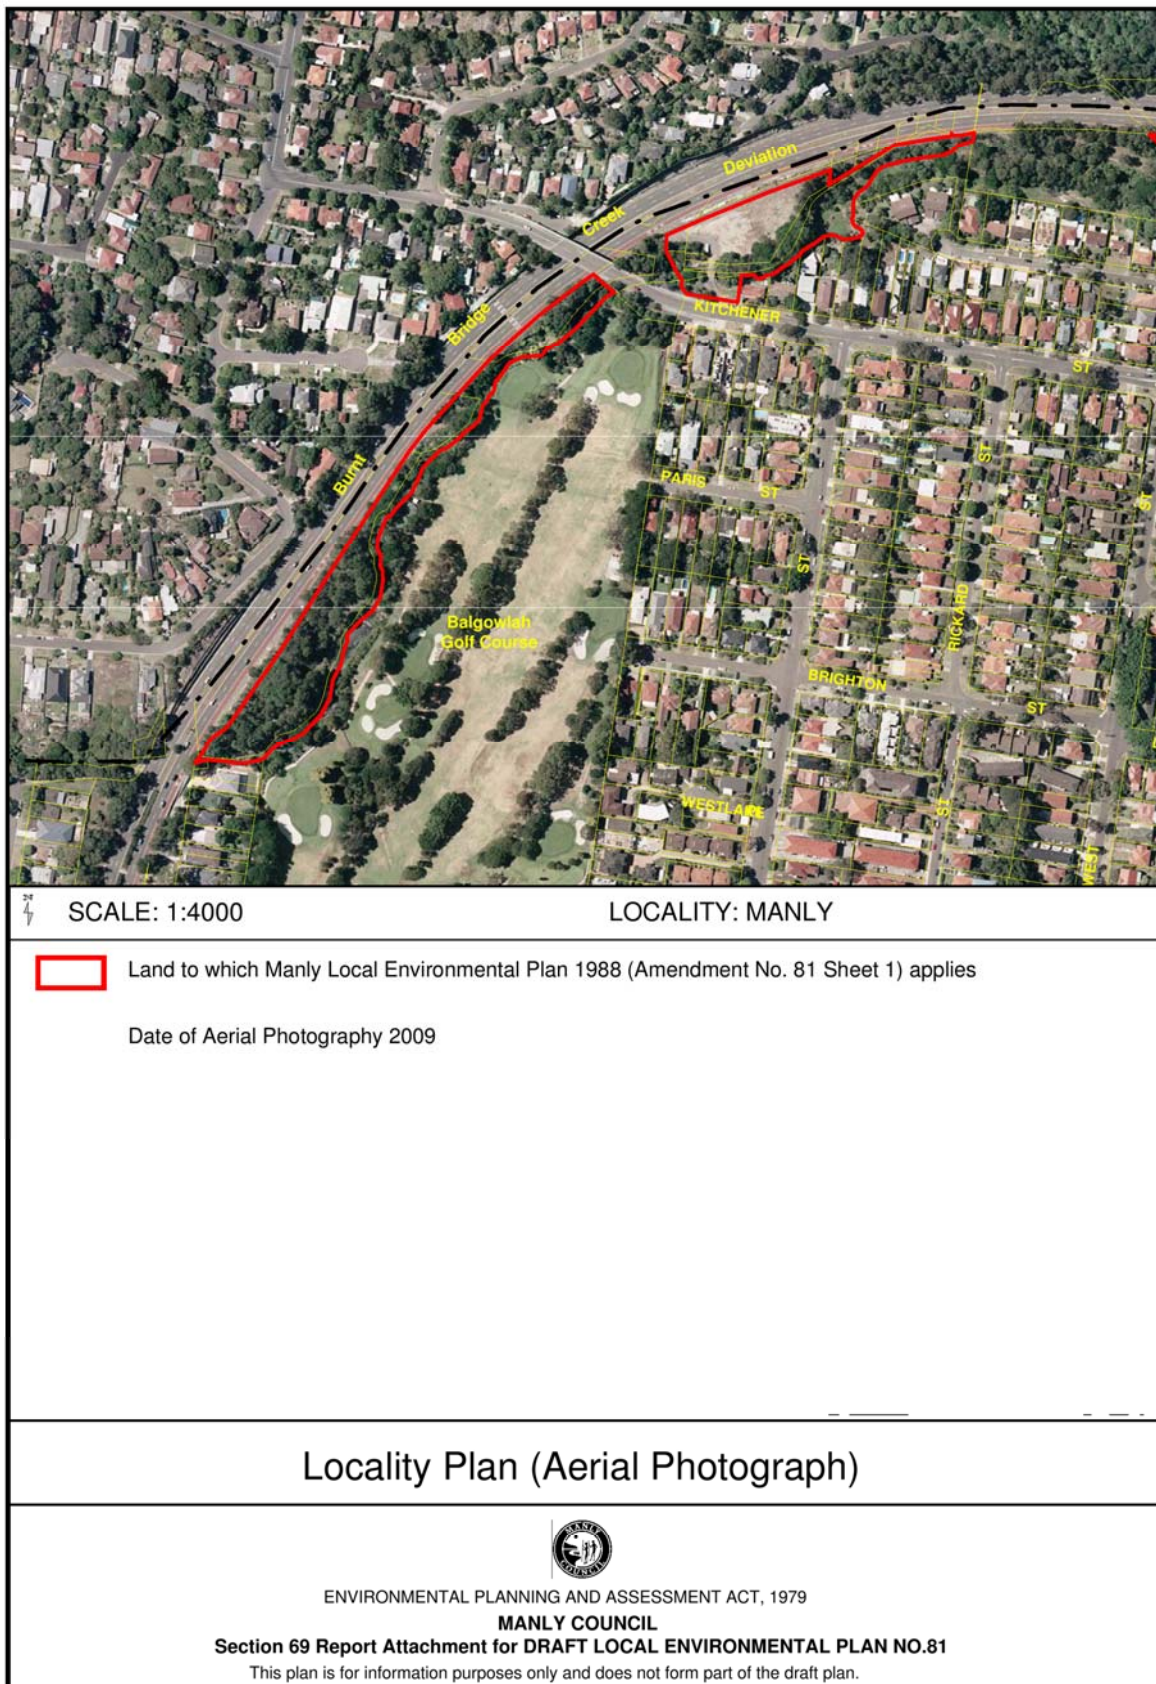 Deviation
Creek
Bridge
KITCHENER
ST
Burnt
PARIS
ST
ST
ST
ST
Balgowlah
Golf Course
RICKARD
BRIGHTON
ST
WESTLAKE
ST
WEST
SCALE: 1:4000
LOCALITY: MANLY
Land to which Manly Local Environmental Plan 1988 (Amendment No. 81 Sheet 1) applies
Date of Aerial Photography 2009
Locality Plan (Aerial Photograph)
MANLY
COUNCIL
ENVIRONMENTAL PLANNING AND ASSESSMENT ACT, 1979
MANLY COUNCIL
Section 69 Report Attachment for DRAFT LOCAL ENVIRONMENTAL PLAN NO.81
This plan is for information purposes only and does not form part of the draft plan.